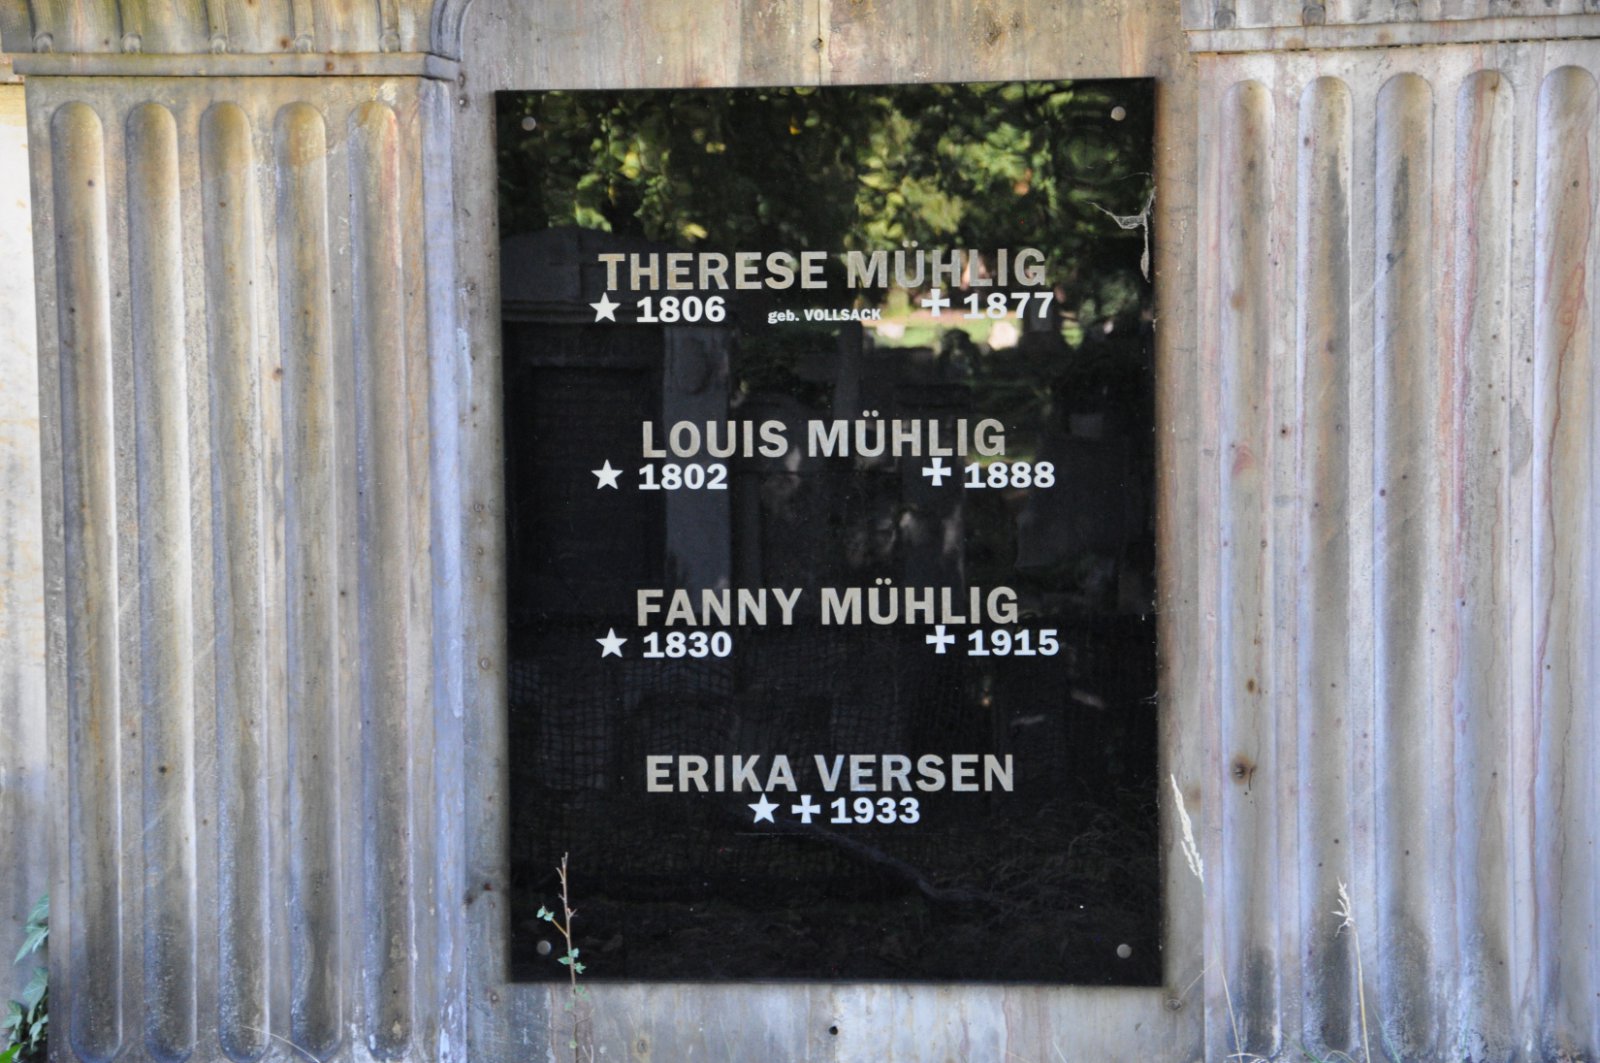 THERESE MÜHLIG
★ 1806 geb. VOLLSACK ✚ 1877
LOUIS MÜHLIG
★ 1802 ✚ 1888
FANNY MÜHLIG
★ 1830 ✚ 1915
ERIKA VERSEN
★ ✚ 1933